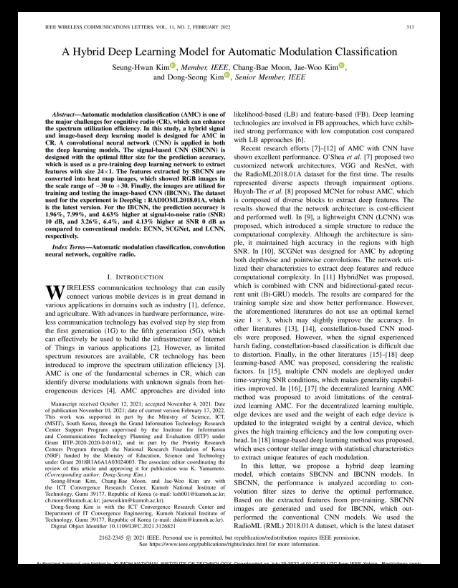 IEEE WIRELESS COMMUNICATIONS LETTERS, VOL. 11, NO. 2, FEBRUARY 2022
313
A Hybrid Deep Learning Model for Automatic Modulation Classification
Seung-Hwan Kim, Member, IEEE, Chang-Bae Moon, Jae-Woo Kim,
and Dong-Seong Kim, Senior Member, IEEE
Abstract—Automatic modulation classification (AMC) is one of
the major challenges for cognitive radio (CR), which can enhance
the spectrum utilization efficiency. In this study, a hybrid signal
and image-based deep learning model is designed for AMC in
CR. A convolutional neural network (CNN) is applied in both
the deep learning models. The signal-based CNN (SBCNN) is
designed with the optimal filter size for the prediction accuracy,
which is used as a pre-training deep learning network to extract
features with size 24×1. The features extracted by SBCNN are
converted into heat map images, which showed RGB images in
the scale of range −30 to +30. Finally, the images are utilized for
training and testing the image-based CNN (IBCNN). The dataset
used for the experiment is DeepSig : RADIOML2018.01A, which
is the latest version. For the IBCNN, the prediction accuracy is
1.96%, 7.99%, and 4.63% higher at signal-to-noise ratio (SNR)
10 dB, and 3.26%, 6.4%, and 4.13% higher at SNR 0 dB as
compared to conventional models: ECNN, SCGNet, and LCNN,
respectively.
Index Terms—Automatic modulation classification, convolution
neural network, cognitive radio.
I. INTRODUCTION
WIRELESS communication technology that can easily
connect various mobile devices is in great demand in
various applications in domains such as industry [1], defence,
and agriculture. With advances in hardware performance, wire-
less communication technology has evolved step by step from
the first generation (1G) to the fifth generation (5G), which
can effectively be used to build the infrastructure of Internet
of Things in various applications [2]. However, as limited
spectrum resources are available, CR technology has been
introduced to improve the spectrum utilization efficiency [3].
AMC is one of the fundamental schemes in CR, which can
identify diverse modulations with unknown signals from het-
erogeneous devices [4]. AMC approaches are divided into
Manuscript received October 12, 2021; accepted November 4, 2021. Date
of publication November 10, 2021; date of current version February 17, 2022.
This work was supported in part by the Ministry of Science, ICT
(MSIT), South Korea, through the Grand Information Technology Research
Center Support Program supervised by the Institute for Information
and Communications Technology Planning and Evaluation (IITP) under
Grant IITP-2020-2020-0-01612, and in part by the Priority Research
Centers Program through the National Research Foundation of Korea
(NRF) funded by the Ministry of Education, Science and Technology
under Grant 2018R1A6A1A03024003. The associate editor coordinating the
review of this article and approving it for publication was K. Yamamoto.
(Corresponding author: Dong-Seong Kim.)
Seung-Hwan Kim, Chang-Bae Moon, and Jae-Woo Kim are with
the ICT Convergence Research Center, Kumoh National Institute of
Technology, Gumi 39177, Republic of Korea
Dong-Seong Kim is with the ICT Convergence Research Center and
Department of IT Convergence Engineering, Kumoh National Institute of
Technology, Gumi 39177, Republic of Korea (e-mail: dskim@kumoh.ac.kr).
Digital Object Identifier
likelihood-based (LB) and feature-based (FB). Deep learning
technologies are involved in FB approaches, which have exhib-
ited strong performance with low computation cost compared
with LB approaches [6].
Recent research efforts [7]–[12] of AMC with CNN have
shown excellent performance. O'Shea et al. [7] proposed two
customized network architectures, VGG and ResNet, with
the RadioML2018.01A dataset for the first time. The results
represented diverse aspects through impairment options.
Huynh-The et al. [8] proposed MCNet for robust AMC, which
is composed of diverse blocks to extract deep features. The
results showed that the network architecture is cost-efficient
and performed well. In [9], a lightweight CNN (LCNN) was
proposed, which introduced a simple structure to reduce the
computational complexity. Although the architecture is sim-
ple, it maintained high accuracy in the regions with high
SNR. In [10], SCGNet was designed for AMC by adopting
both depthwise and pointwise convolutions. The network uti-
lized their characteristics to extract deep features and reduce
computational complexity. In [11] HybridNet was proposed,
which is combined with CNN and bidirectional-gated recur-
rent unit (Bi-GRU) models. The results are compared for the
training sample size and show better performance. However,
the aforementioned literatures do not use an optimal kernel
size 1 × 3, which may slightly improve the accuracy. In
other literatures [13], [14], constellation-based CNN mod-
els were proposed. However, when the signal experienced
harsh fading, constellation-based classification is difficult due
to distortion. Finally, in the other literatures [15]–[18] deep
learning-based AMC was proposed, considering the realistic
factors. In [15], multiple CNN models are deployed under
time-varying SNR conditions, which makes generality capabil-
ities improved. In [16], [17] the decentralized learning AMC
method was proposed to avoid limitations of the central-
ized learning AMC. For the decentralized learning multiple,
edge devices are used and the weight of each edge device is
updated to the integrated weight by a central device, which
gives the high training efficiency and the low computing over-
head. In [18] image-based deep learning method was proposed,
which uses contour stellar image with statistical characteristics
to extract unique features of each modulation.
In this letter, we propose a hybrid deep learning
model, which contains SBCNN and IBCNN models. In
SBCNN, the performance is analyzed according to con-
volution filter sizes to derive the optimal performance.
Based on the extracted features from pre-training, SBCNN
images are generated and used for IBCNN, which out-
performed the conventional CNN models. We used the
RadioML (RML) 2018.01A dataset, which is the latest dataset
2162-2345 © 2021 IEEE. Personal use is permitted, but republication/redistribution requires IEEE permission.
See https://www.ieee.org/publications/rights/index.html for more information.